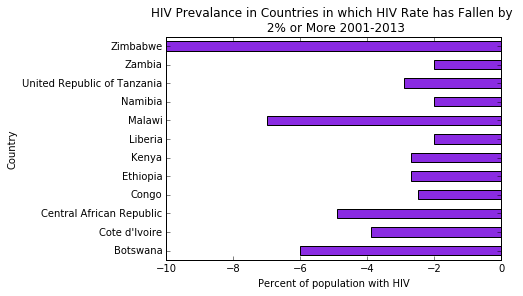 HIV Prevalance in Countries in which HIV Rate has Fallen by
2% or More 2001-2013
Country
Zimbabwe
Zambia
United Republic of Tanzania
Namibia
Malawi
Liberia
Kenya
Ethiopia
Congo
Central African Republic
Cote d'Ivoire
Botswana
−10 −8 −6 −4 −2 0
Percent of population with HIV